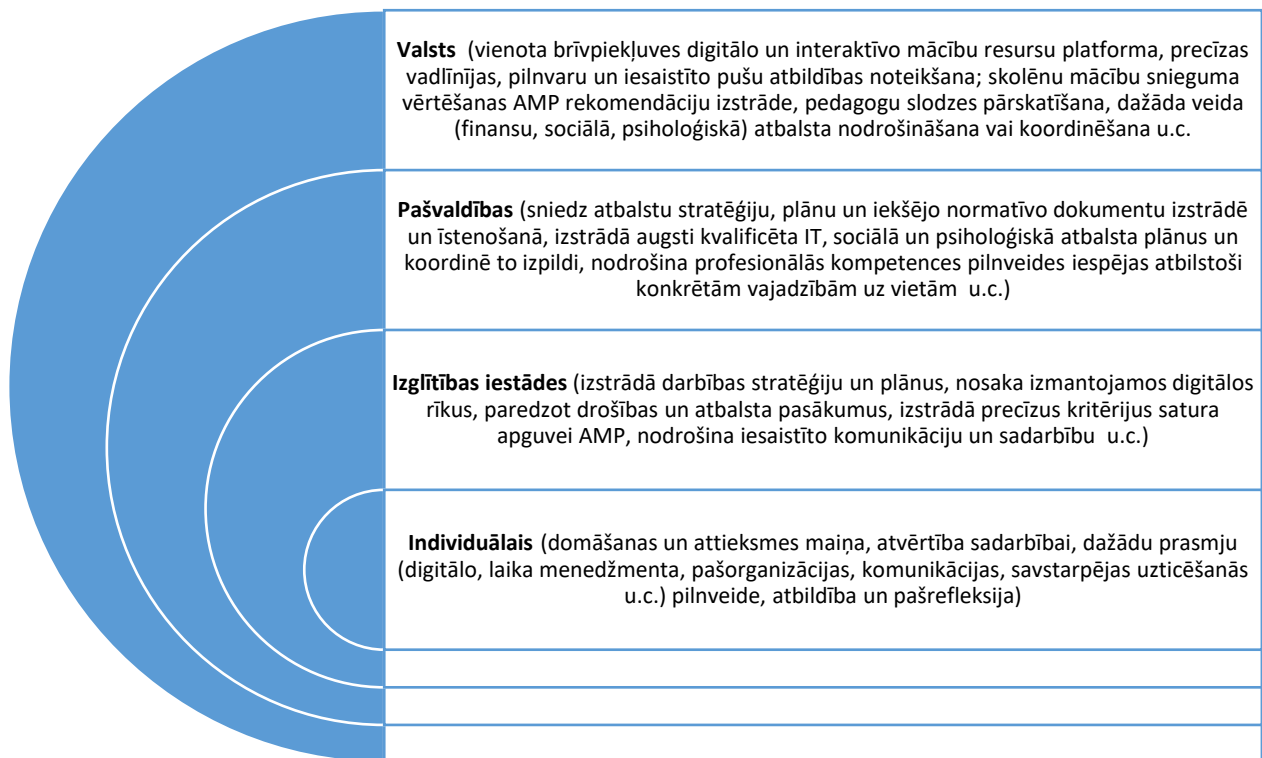 Valsts (vienota brīvpiekļuves digitālo un interaktīvo mācību resursu platforma, precīzas
vadlīnijas, pilnvaru un iesaistīto pušu atbildības noteikšana; skolēnu mācību snieguma
vērtēšanas AMP rekomendāciju izstrāde, pedagogu slodzes pārskatīšana, dažāda veida
(finansu, sociālā, psiholoģiskā) atbalsta nodrošināšana vai koordinēšana u.c.
Pašvaldības (sniedz atbalstu stratēģiju, plānu un iekšējo normatīvo dokumentu izstrādē
un īstenošanā, izstrādā augsti kvalificēta IT, sociālā un psiholoģiskā atbalsta plānus un
koordinē to izpildi, nodrošina profesionālās kompetences pilnveides iespējas atbilstoši
konkrētām vajadzībām uz vietām u.c.)
Izglītības iestādes (izstrādā darbības stratēģiju un plānus, nosaka izmantojamos digitālos
rīkus, paredzot drošības un atbalsta pasākumus, izstrādā precīzus kritērijus satura
apguvei AMP, nodrošina iesaistīto komunikāciju un sadarbību u.c.)
Individuālais (domāšanas un attieksmes maiņa, atvērtība sadarbībai, dažādu prasmju
(digitālo, laika menedžmenta, pašorganizācijas, komunikācijas, savstarpējas uzticēšanās
u.c.) pilnveide, atbildība un pašrefleksija)